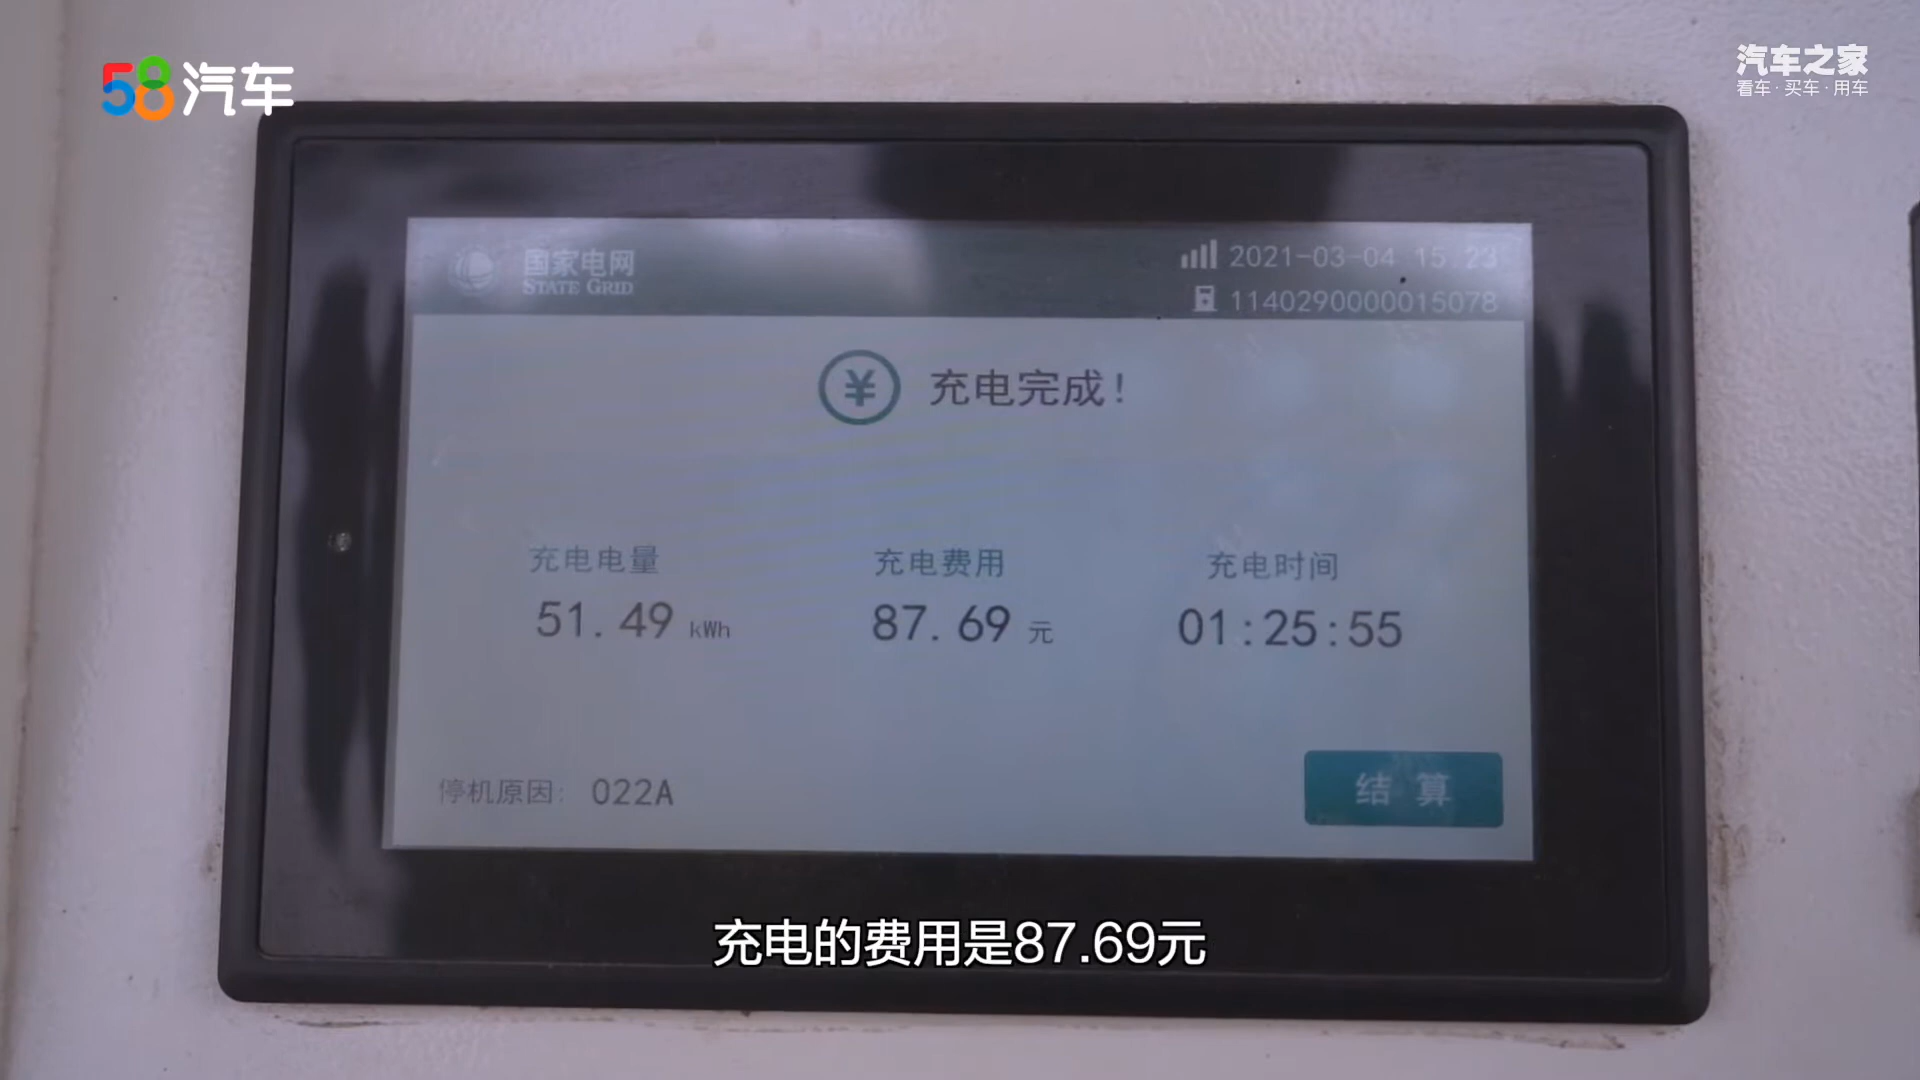 58汽车
汽车之家
看车·买车·用车
国家电网
STATE GRID
2021-03-04 15 23
1140290000015078
¥ 充电完成!
充电电量 充电费用 充电时间
51.49 kWh 87.69 元 01:25:55
停机原因: 022A
结算
充电的费用是87.69元